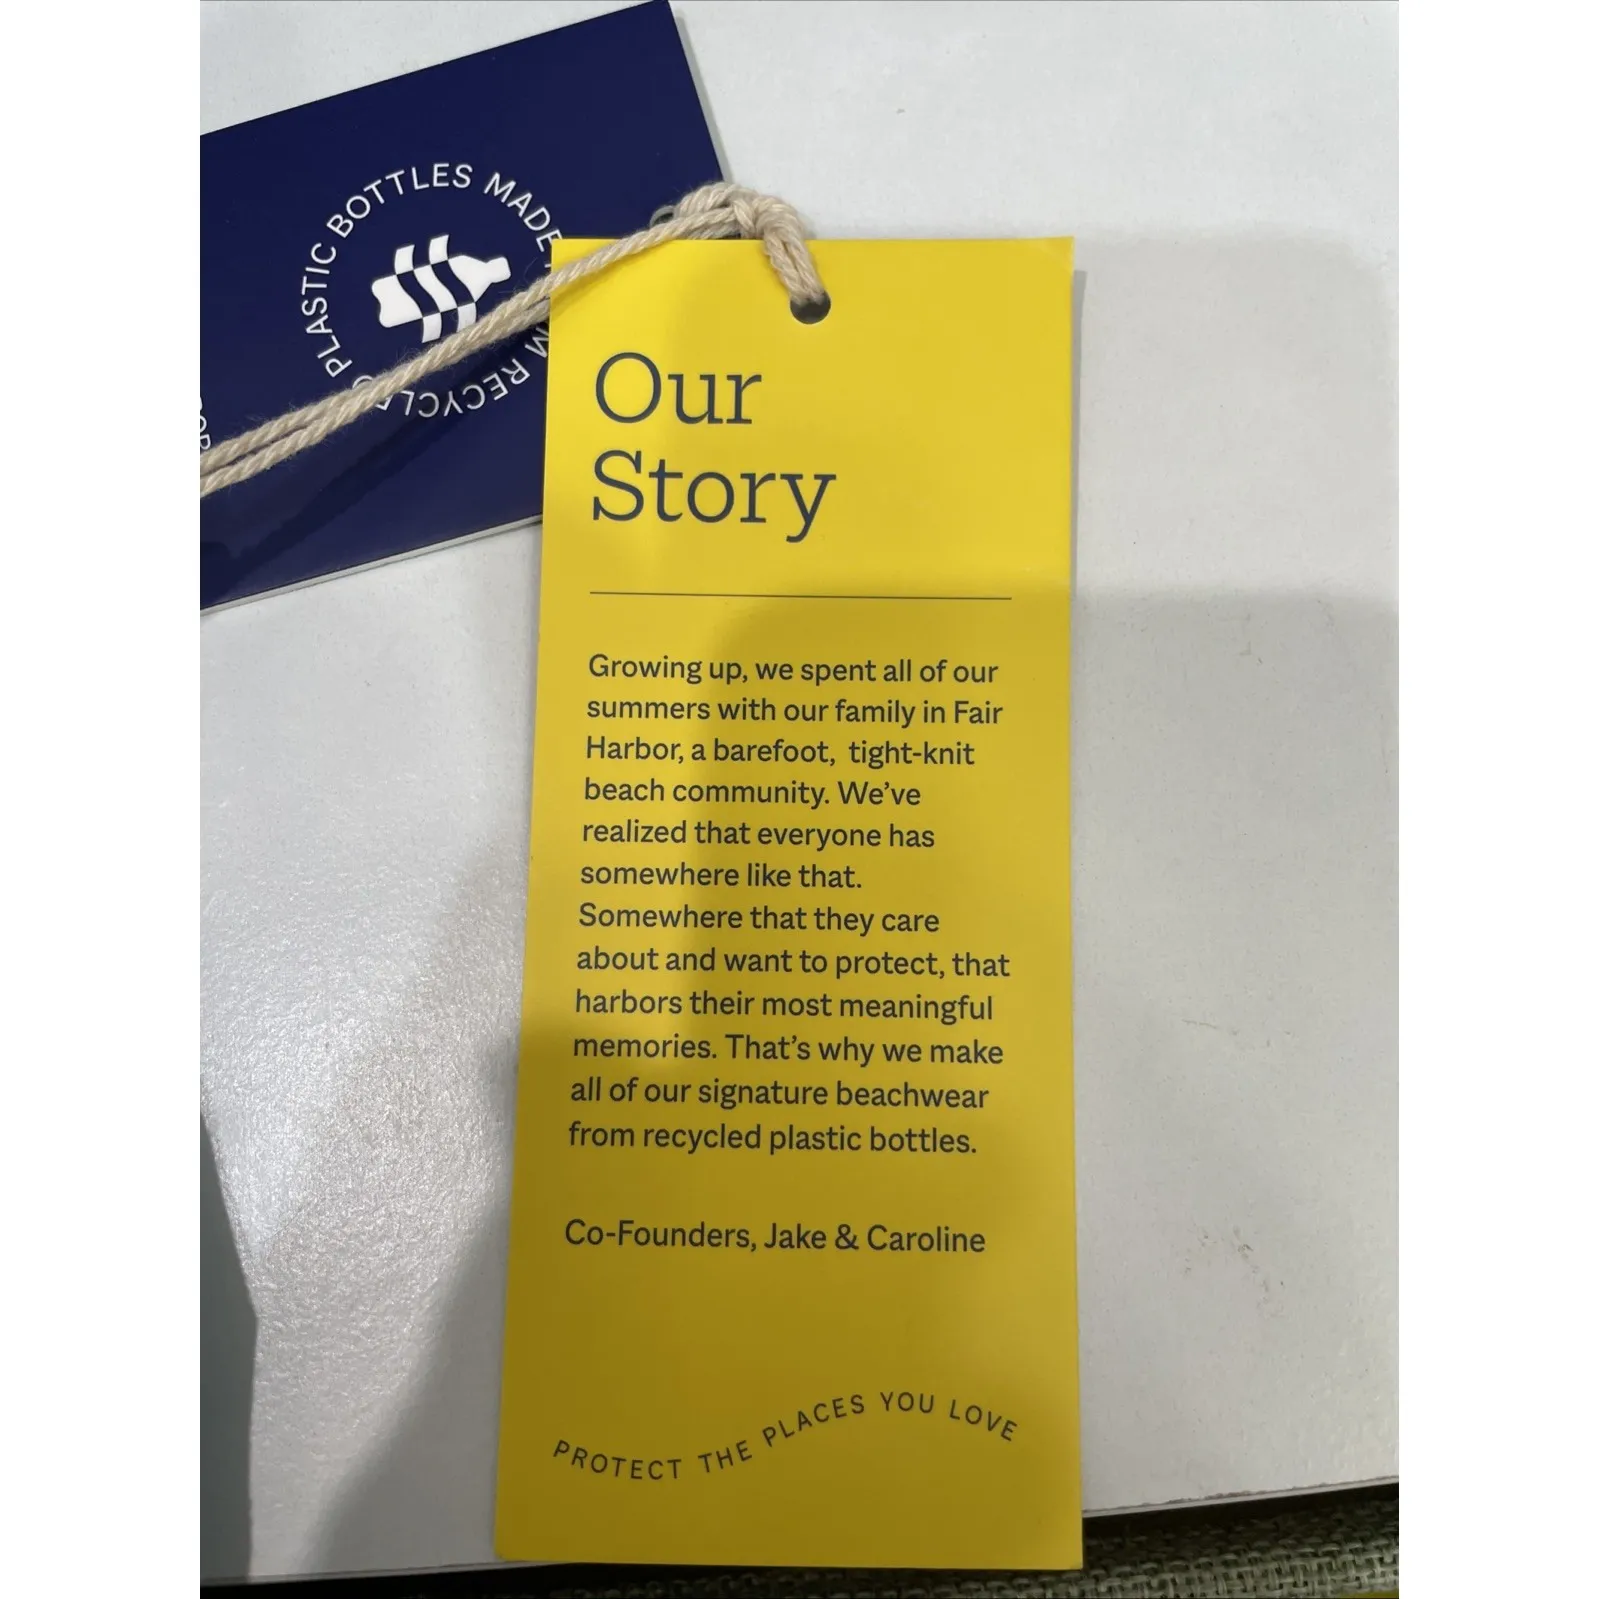 PLASTIC BOTTLES MADE RECYCLED
Our
Story
Growing up, we spent all of our
summers with our family in Fair
Harbor, a barefoot, tight-knit
beach community. We've
realized that everyone has
somewhere like that.
Somewhere that they care
about and want to protect, that
harbors their most meaningful
memories. That's why we make
all of our signature beachwear
from recycled plastic bottles.
Co-Founders, Jake & Caroline
PROTECT THE PLACES YOU LOVE